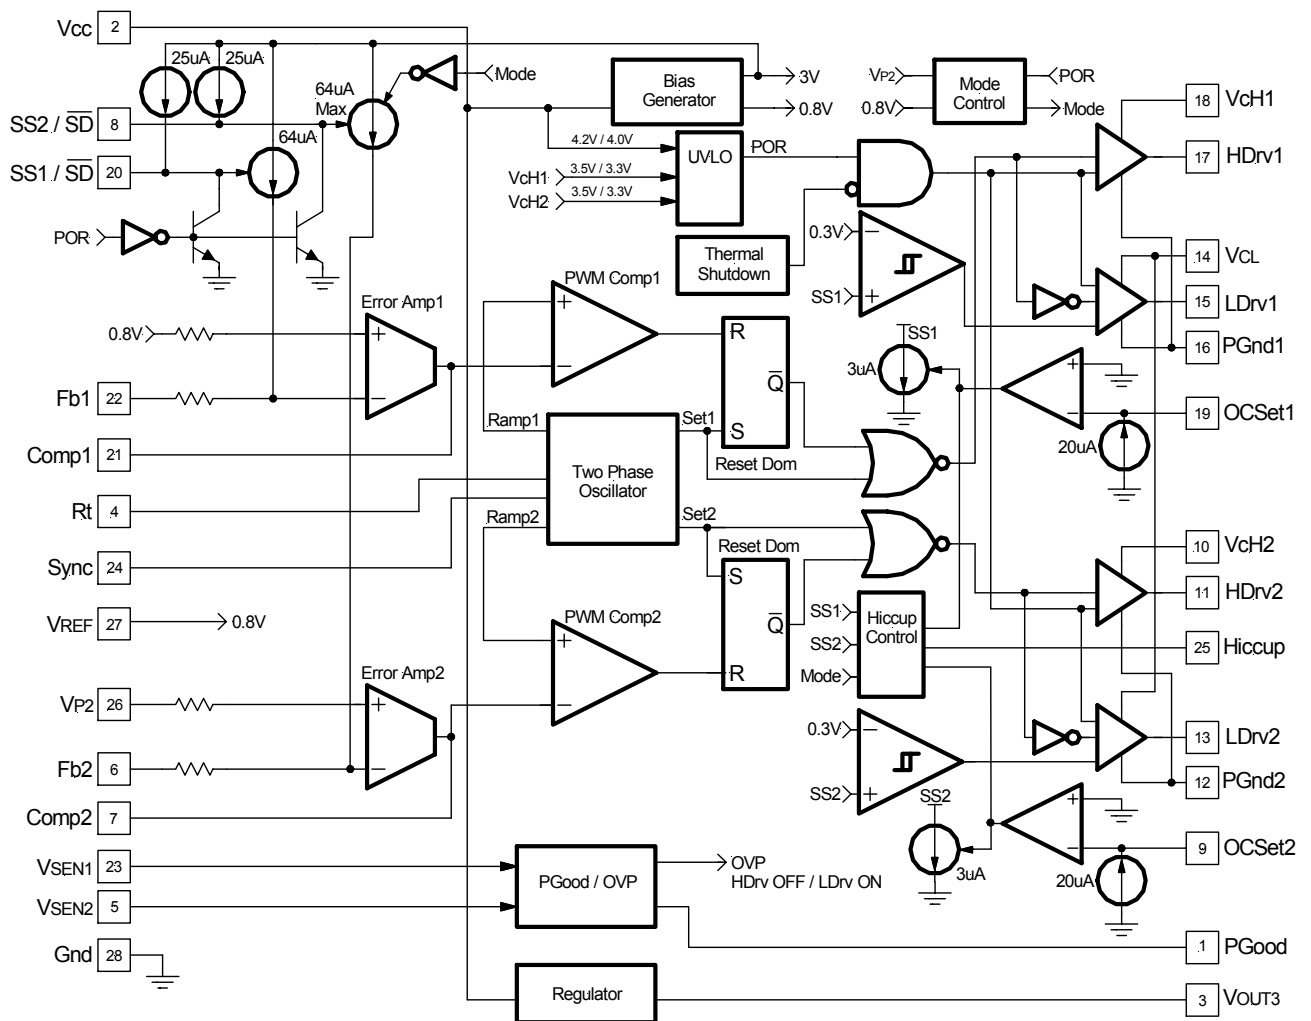 Vcc 2
25uA 25uA
64uA
Max
Mode
SS2 / SD 8
64uA
SS1 / SD 20
POR
Bias
Generator
3V
0.8V
VP2
0.8V
Mode
Control
POR
Mode
4.2V / 4.0V
VcH1 3.5V / 3.3V
VcH2 3.5V / 3.3V
UVLO
POR
Thermal
Shutdown
0.3V
SS1
18 VcH1
17 HDrv1
14 VCL
15 LDrv1
16 PGnd1
19 OCSet1
20uA
SS1
3uA
Error Amp1
0.8V
Fb1 22
Comp1 21
PWM Comp1
R
Q
S
Reset Dom
Ramp1
Set1
Two Phase
Oscillator
Ramp2
Set2
Rt 4
Sync 24
VREF 27
0.8V
Reset Dom
S
Q
R
PWM Comp2
Error Amp2
VP2 26
Fb2 6
Comp2 7
SS1
SS2
Mode
Hiccup
Control
10 VcH2
11 HDrv2
25 Hiccup
13 LDrv2
12 PGnd2
9 OCSet2
20uA
0.3V
SS2
SS2
3uA
VSEN1 23
VSEN2 5
PGood / OVP
OVP
HDrv OFF / LDrv ON
Gnd 28
1 PGood
Regulator
3 VOUT3